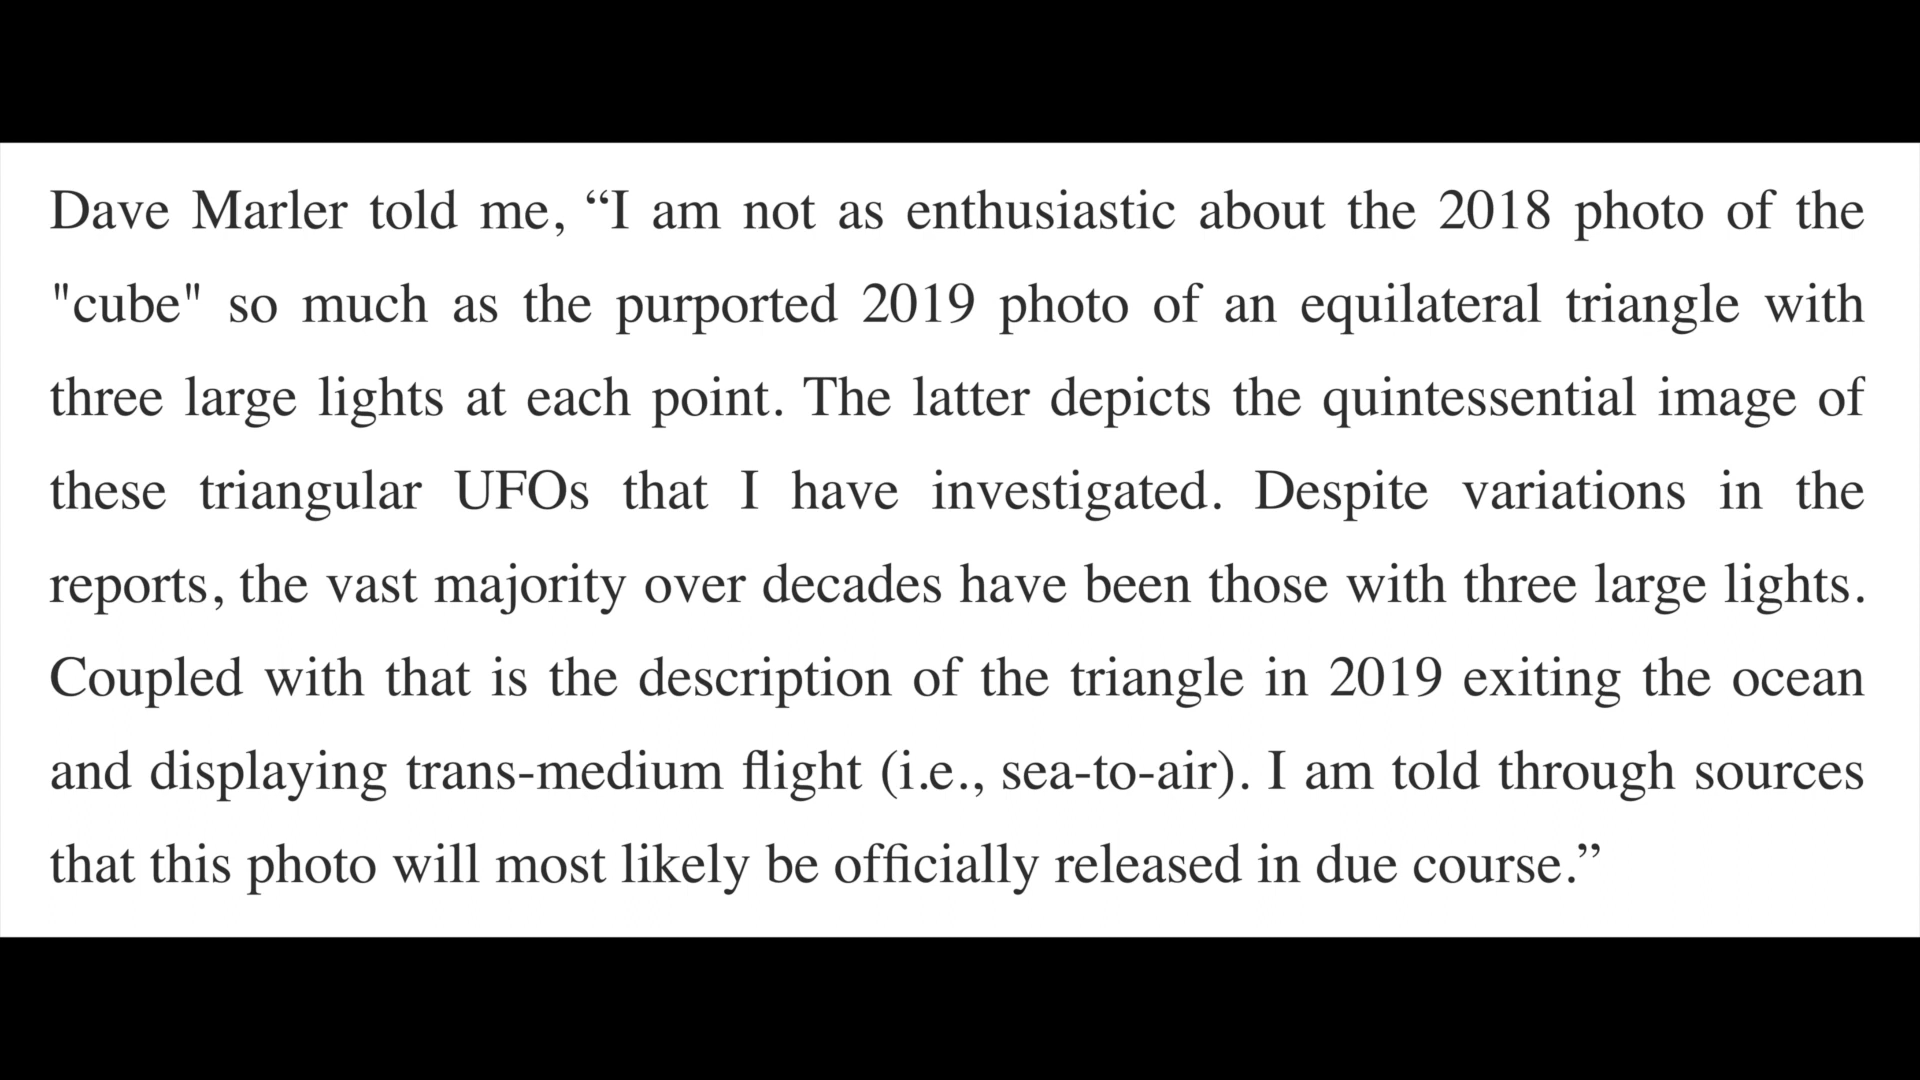 Dave Marler told me, “I am not as enthusiastic about the 2018 photo of the
"cube" so much as the purported 2019 photo of an equilateral triangle with
three large lights at each point. The latter depicts the quintessential image of
these triangular UFOs that I have investigated. Despite variations in the
reports, the vast majority over decades have been those with three large lights.
Coupled with that is the description of the triangle in 2019 exiting the ocean
and displaying trans-medium flight (i.e., sea-to-air). I am told through sources
that this photo will most likely be officially released in due course.”